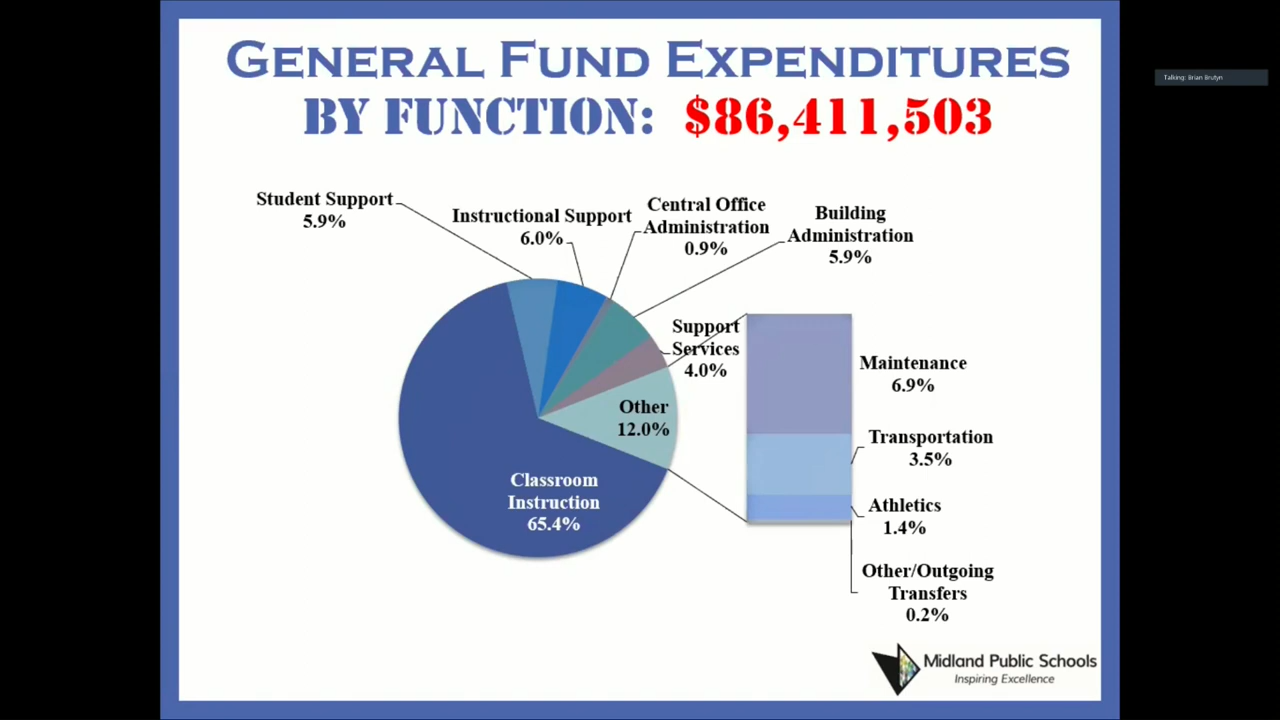 GENERAL FUND EXPENDITURES
BY FUNCTION: $86,411,503
Talking: Brian Brutyn
Student Support
5.9%
Instructional Support
6.0%
Central Office
Administration
0.9%
Building
Administration
5.9%
Support
Services
4.0%
Other
12.0%
Classroom
Instruction
65.4%
Maintenance
6.9%
Transportation
3.5%
Athletics
1.4%
Other/Outgoing
Transfers
0.2%
Midland Public Schools
Inspiring Excellence